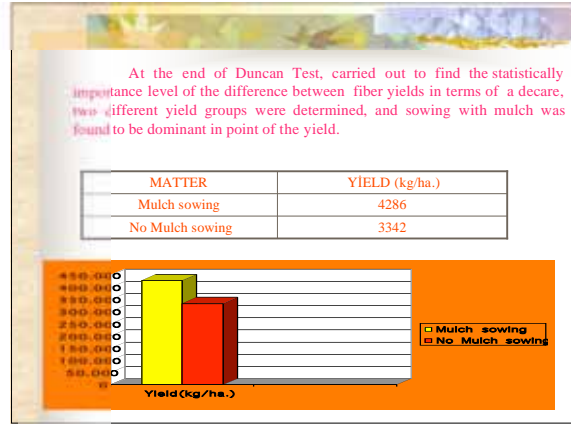 At the end of Duncan Test, carried out to find the statistically
importance level of the difference between fiber yields in terms of a decare,
two different yield groups were determined, and sowing with mulch was
found to be dominant in point of the yield.
MATTER YİELD (kg/ha.)
Mulch sowing 4286
No Mulch sowing 3342
450.000
400.000
350.000
300.000
250.000
200.000
150.000
100.000
50.000
0
Yield(kg/ha.)
Mulch sowing
No Mulch sowing